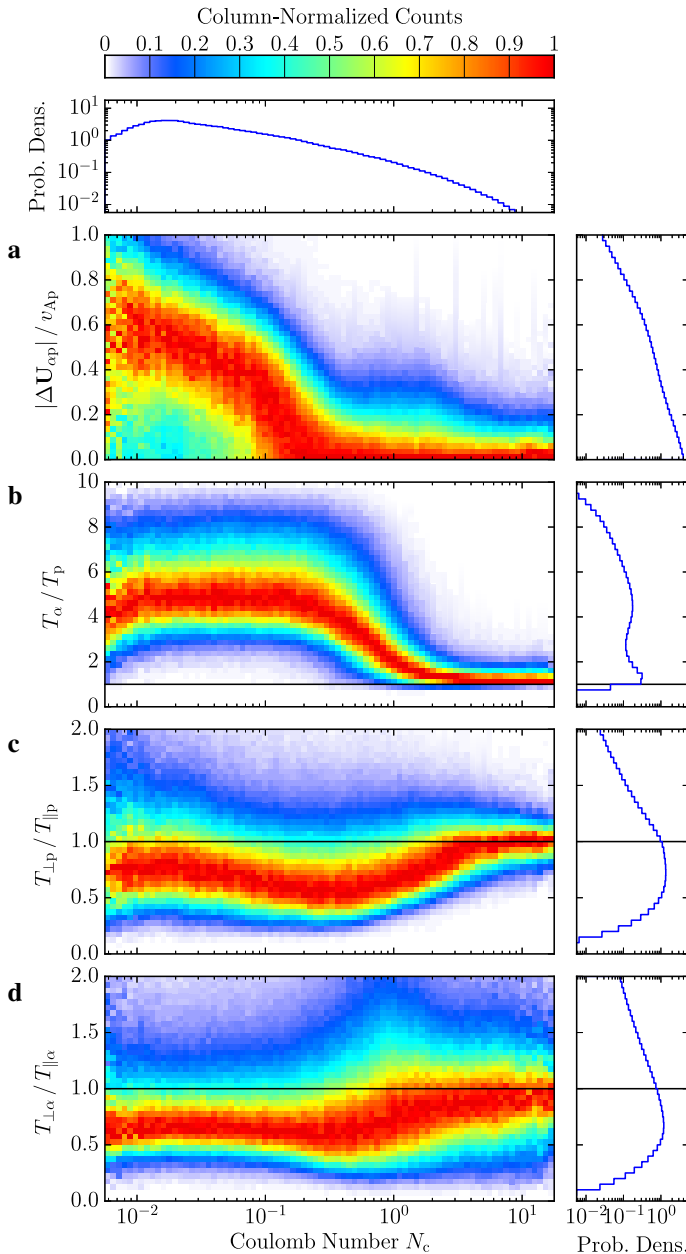 Column-Normalized Counts
0 0.1 0.2 0.3 0.4 0.5 0.6 0.7 0.8 0.9 1
Prob. Dens.
10^1
10^0
10^−1
10^−2
a
|ΔU_αp| / v_Ap
1.0
0.8
0.6
0.4
0.2
0.0
b
T_α / T_p
10
8
6
4
2
0
c
T_⊥p / T_∥p
2.0
1.5
1.0
0.5
0.0
d
T_⊥α / T_∥α
2.0
1.5
1.0
0.5
0.0
10^−2 10^−1 10^0 10^1
Coulomb Number N_c
10^−2 10^−1 10^0
Prob. Dens.